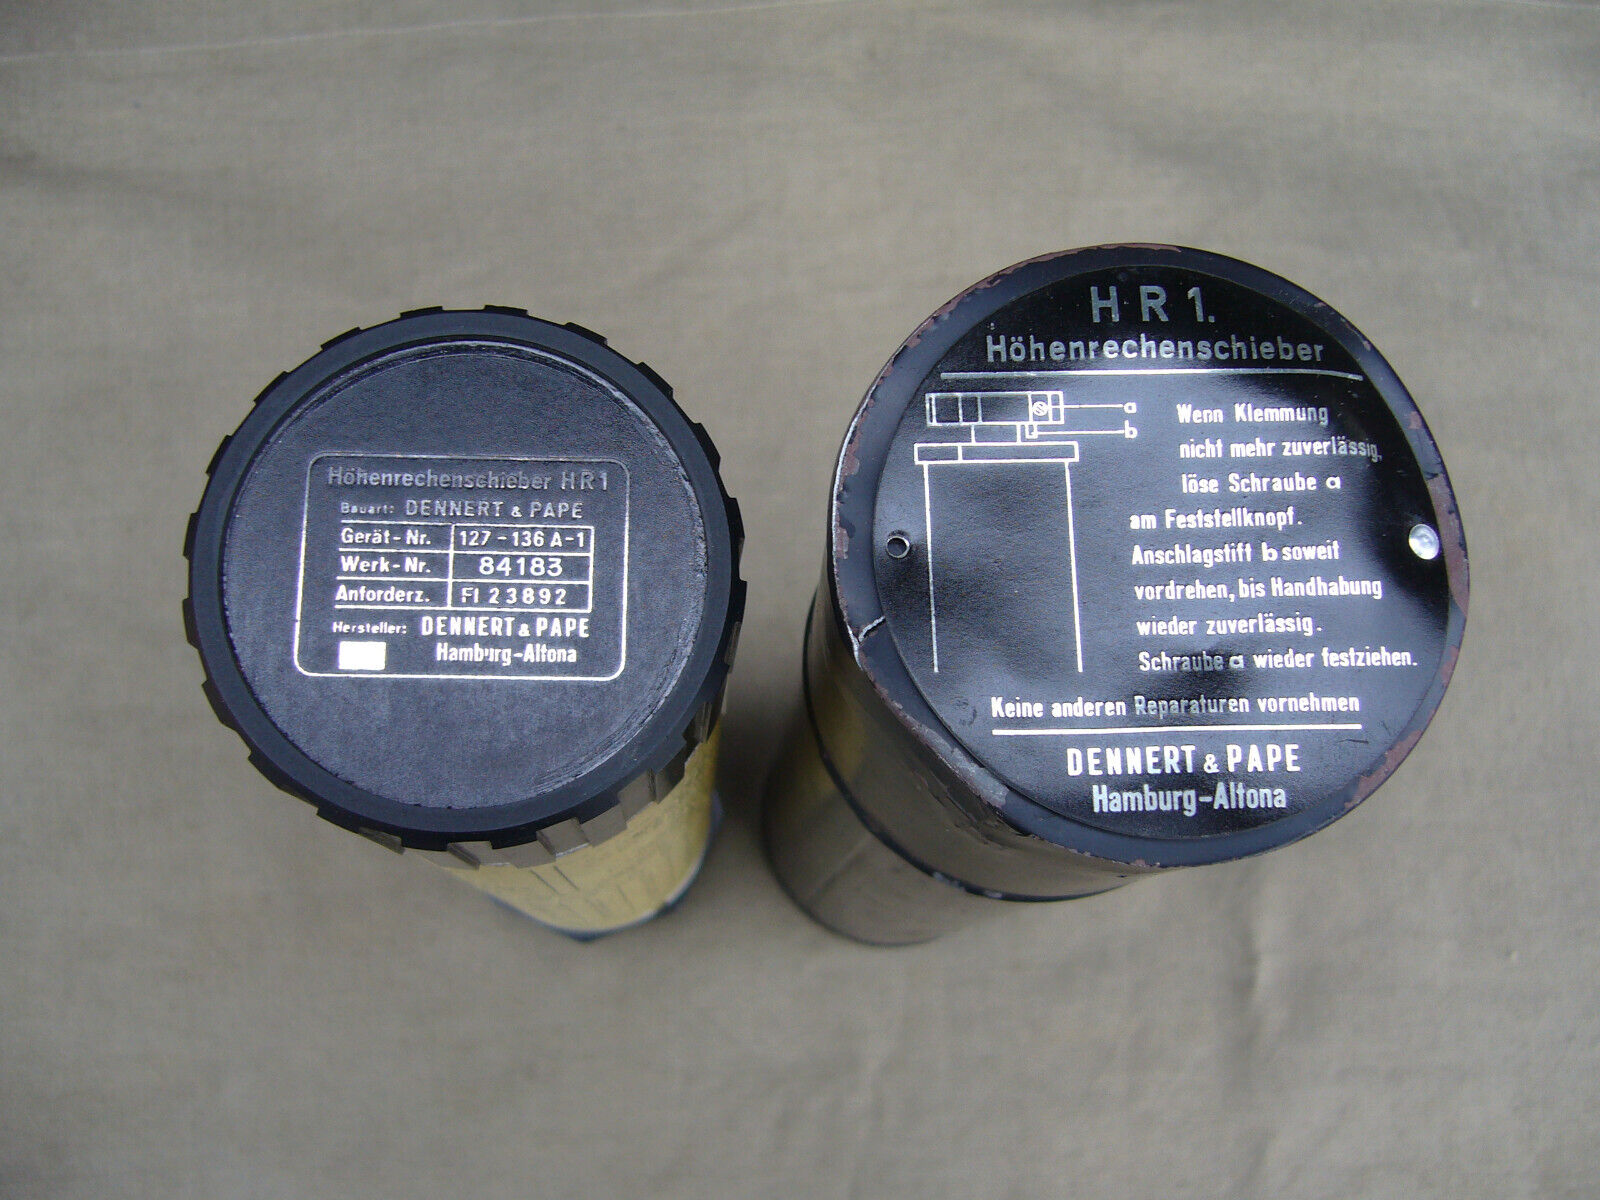 Höhenrechenschieber HR1
Bauart: DENNERT & PAPE
Gerät-Nr. 127-136 A-1
Werk-Nr. 84183
Anforderz. Fl 23892
Hersteller: DENNERT & PAPE
Hamburg-Altona
HR1.
Höhenrechenschieber
a
b
Wenn Klemmung
nicht mehr zuverlässig,
löse Schraube a
am Feststellknopf.
Anschlagstift b soweit
vordrehen, bis Handhabung
wieder zuverlässig.
Schraube a wieder festziehen.
Keine anderen Reparaturen vornehmen
DENNERT & PAPE
Hamburg-Altona